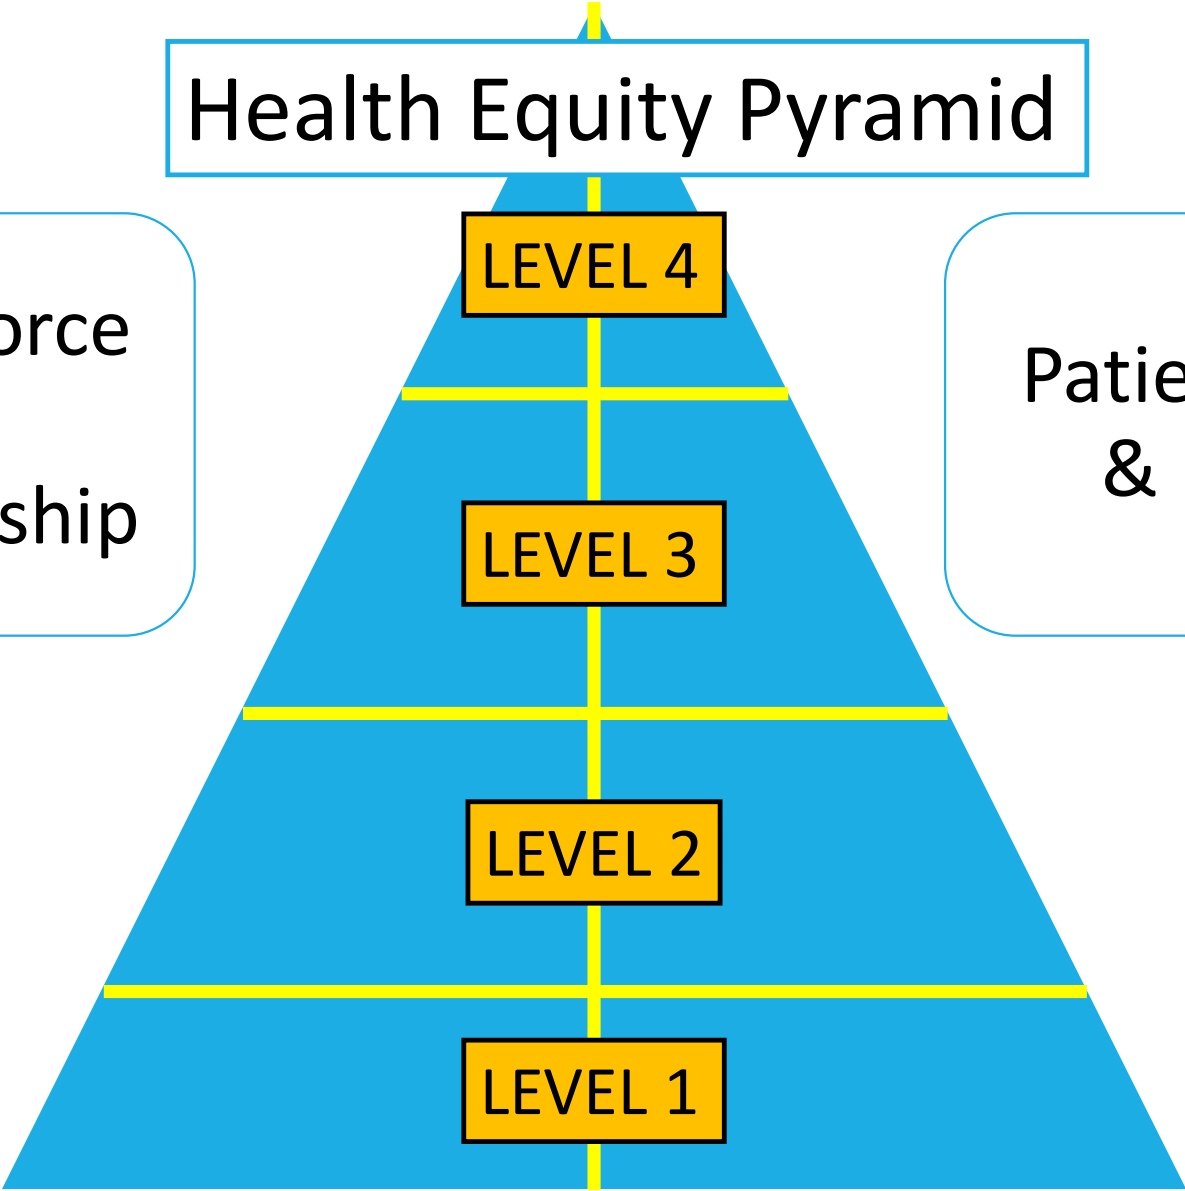 Health Equity Pyramid
LEVEL 4
orce
ship
Patie
&
LEVEL 3
LEVEL 2
LEVEL 1